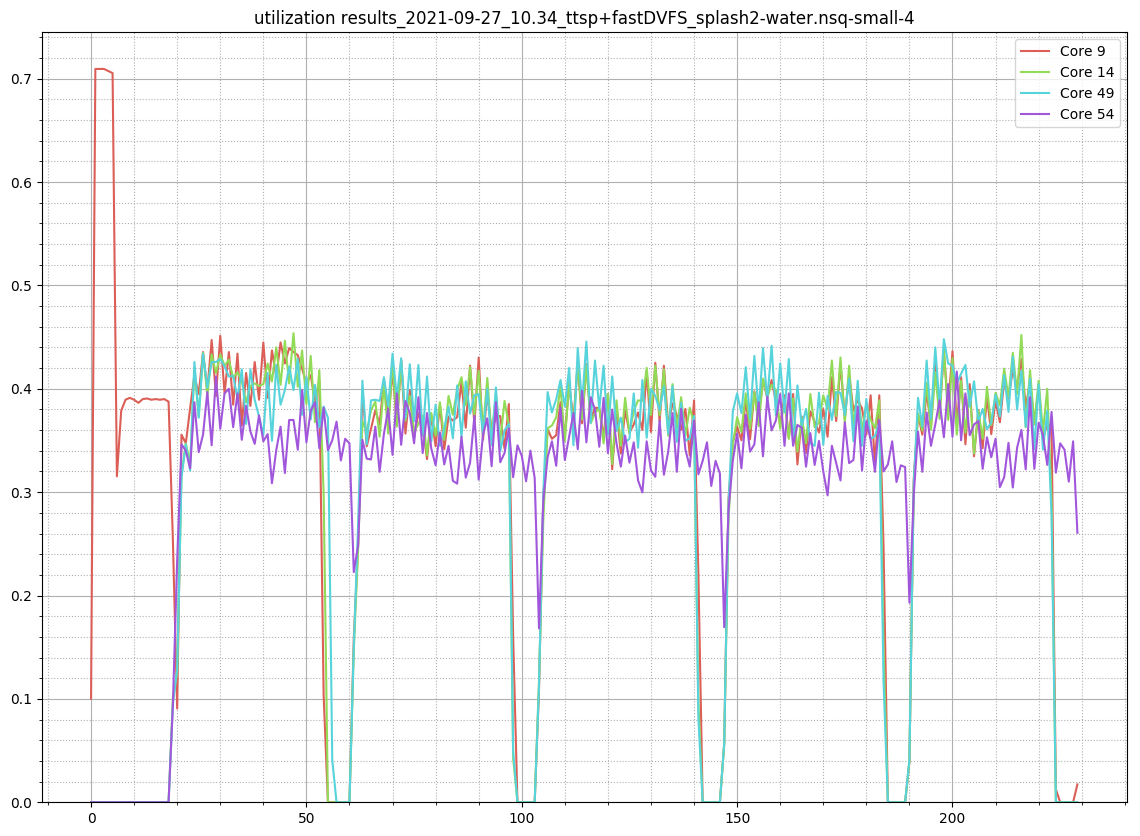 utilization results_2021-09-27_10.34_ttsp+fastDVFS_splash2-water.nsq-small-4
Core 9
Core 14
Core 49
Core 54
0.7
0.6
0.5
0.4
0.3
0.2
0.1
0.0
0 50 100 150 200